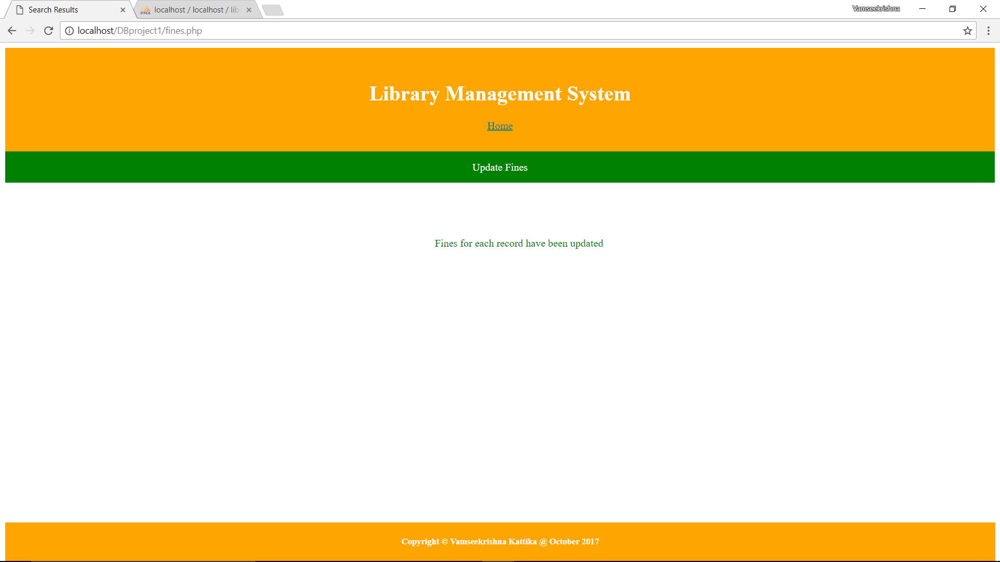 Search Results
PMA localhost / localhost / lib
Vamseekrishna
localhost/DBproject1/fines.php
Library Management System
Home
Update Fines
Fines for each record have been updated
Copyright © Vamseekrishna Kattika @ October 2017